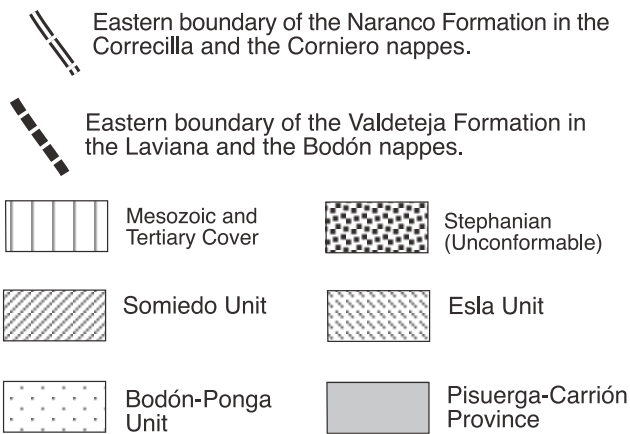 Eastern boundary of the Naranco Formation in the
Correcilla and the Corniero nappes.
Eastern boundary of the Valdeteja Formation in
the Laviana and the Bodón nappes.
Mesozoic and
Tertiary Cover
Stephanian
(Unconformable)
Somiedo Unit
Esla Unit
Bodón-Ponga
Unit
Pisuerga-Carrión
Province